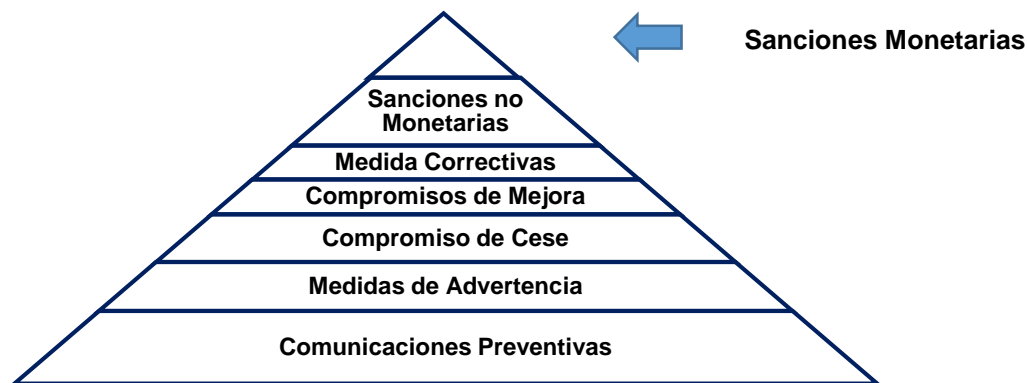 Sanciones Monetarias
Sanciones no
Monetarias
Medida Correctivas
Compromisos de Mejora
Compromiso de Cese
Medidas de Advertencia
Comunicaciones Preventivas